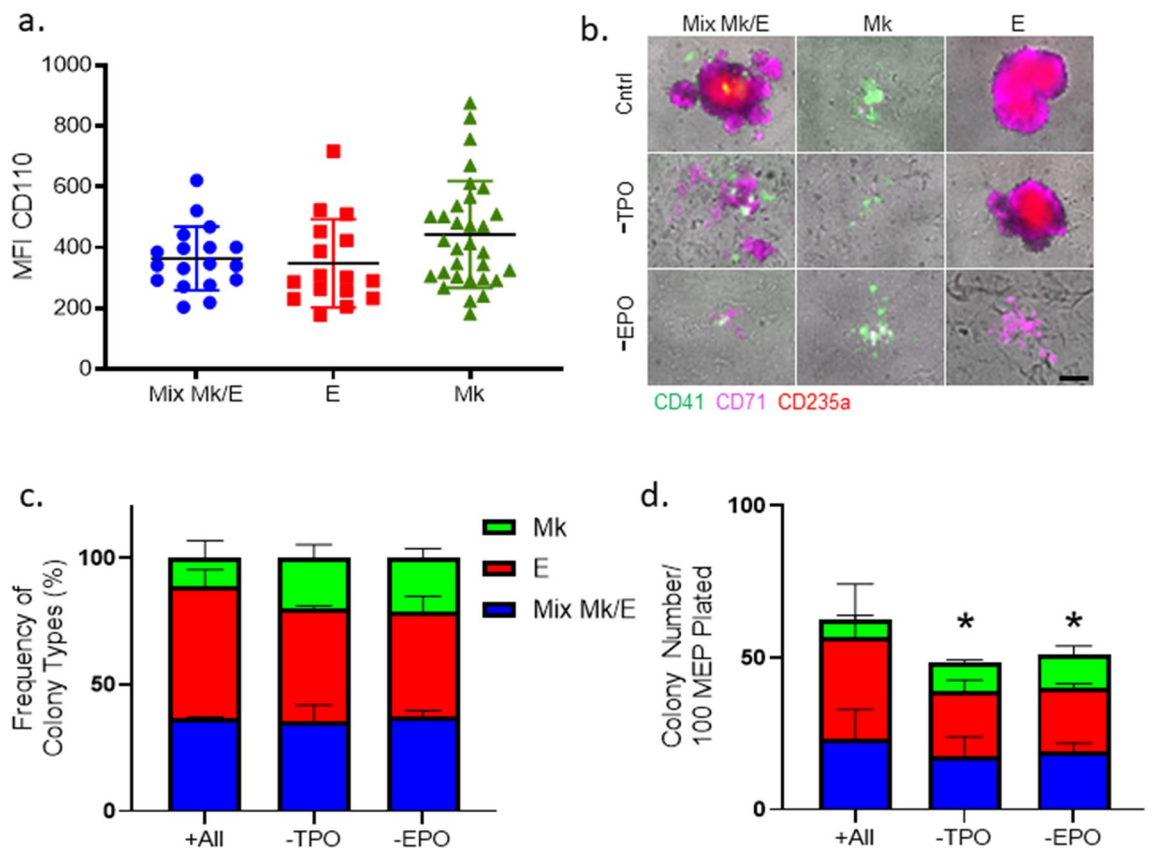 a.
1000
800
600
400
200
0
MFI CD110
Mix Mk/E E Mk
b.
Mix Mk/E Mk E
Cntrl
-TPO
-EPO
CD41 CD71 CD235a
c.
100
50
0
Frequency of
Colony Types (%)
+All -TPO -EPO
Mk
E
Mix Mk/E
d.
100
50
0
Colony Number/
100 MEP Plated
* *
+All -TPO -EPO